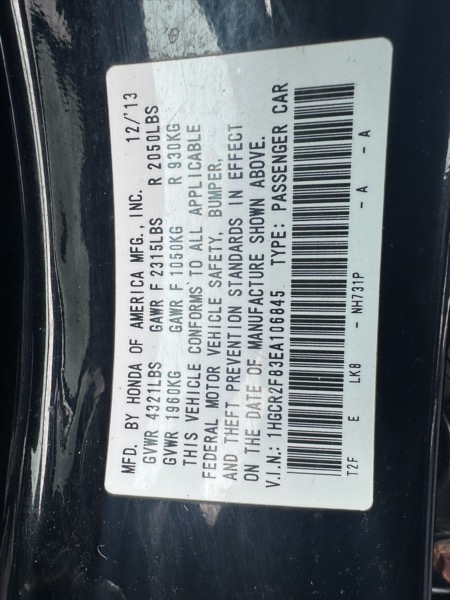 MFD. BY HONDA OF AMERICA MFG., INC. 12/'13
GVWR 4321LBS GAWR F 2315LBS R 2050LBS
GVWR 1960KG GAWR F 1050KG R 930KG
THIS VEHICLE CONFORMS TO ALL APPLICABLE
FEDERAL MOTOR VEHICLE SAFETY, BUMPER,
AND THEFT PREVENTION STANDARDS IN EFFECT
ON THE DATE OF MANUFACTURE SHOWN ABOVE.
V.I.N.: 1HGCR2F83EA106845 TYPE: PASSENGER CAR
T2F E LK8 - NH731P - A - A